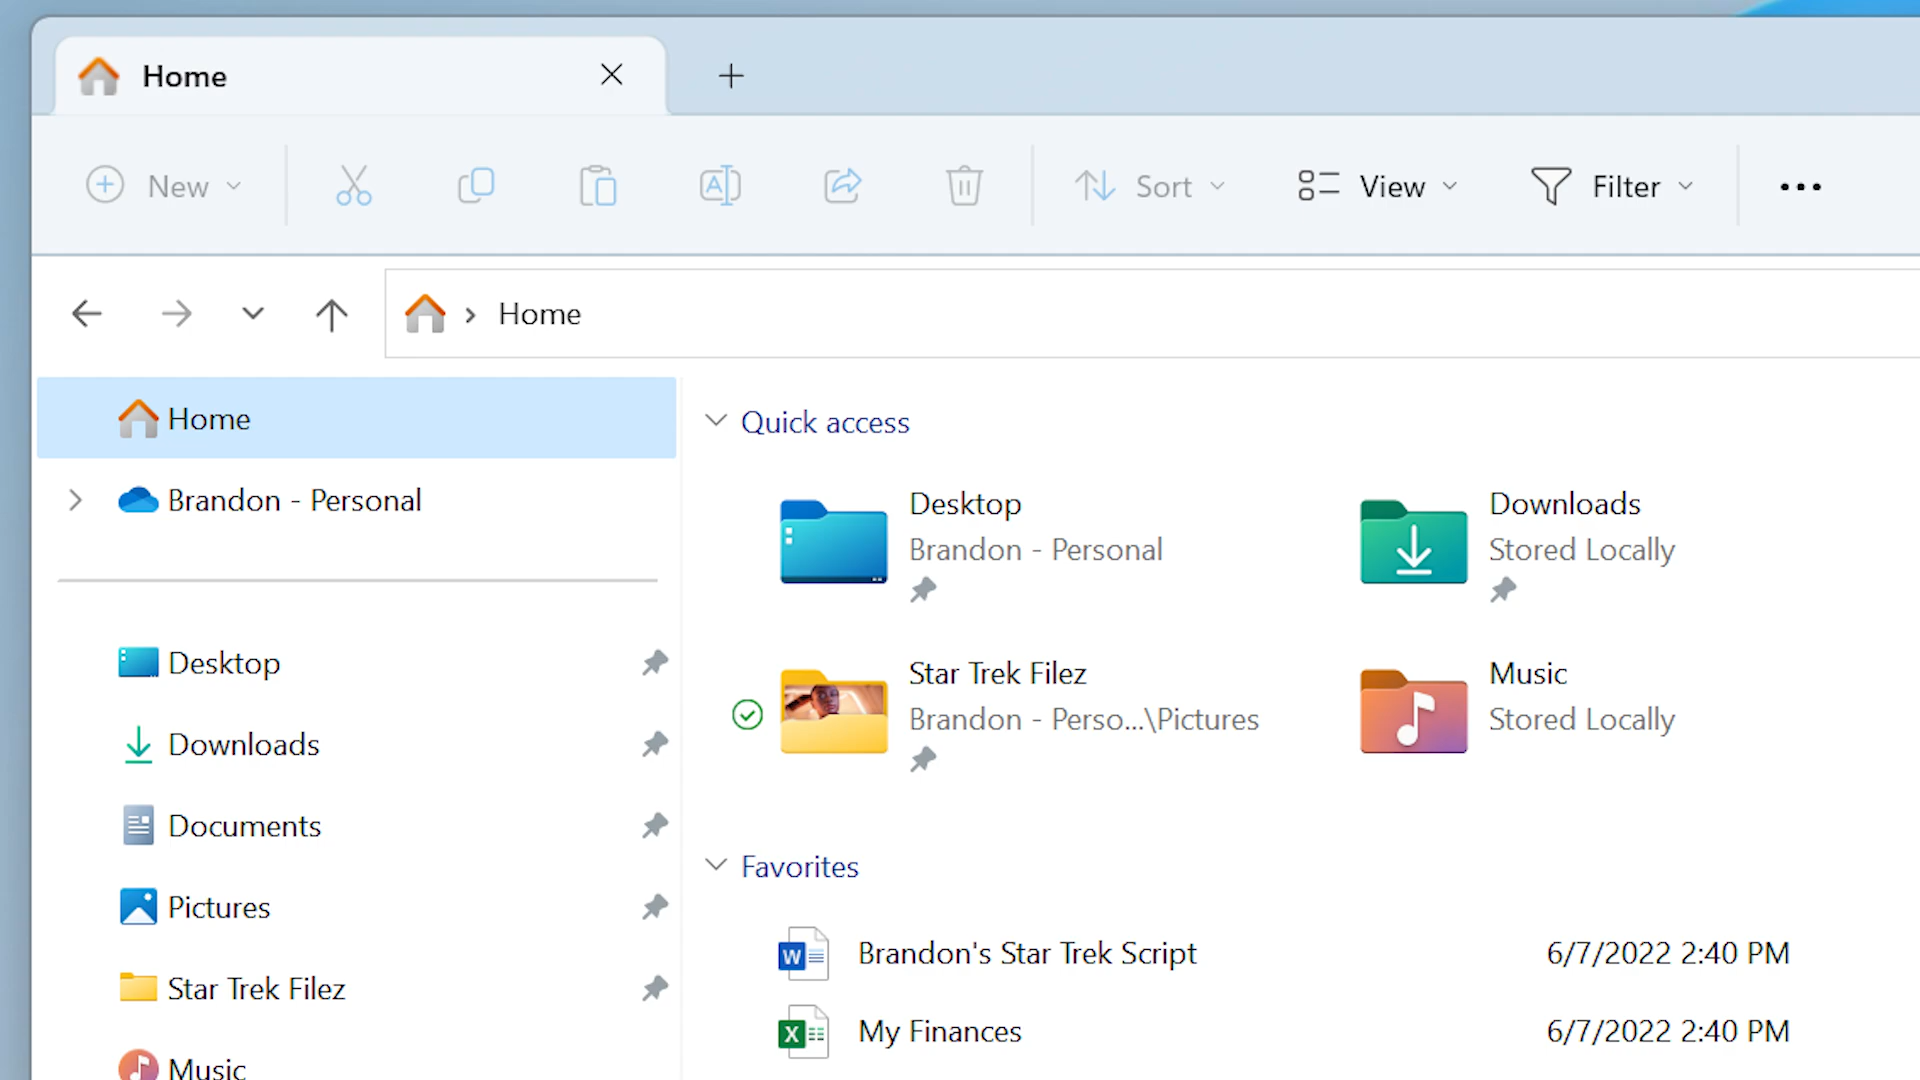 Home
New
Sort
View
Filter
Home
Home
Brandon - Personal
Desktop
Downloads
Documents
Pictures
Star Trek Filez
Music
Quick access
Desktop
Brandon - Personal
Downloads
Stored Locally
Star Trek Filez
Brandon - Perso...\Pictures
Music
Stored Locally
Favorites
Brandon's Star Trek Script 6/7/2022 2:40 PM
My Finances 6/7/2022 2:40 PM